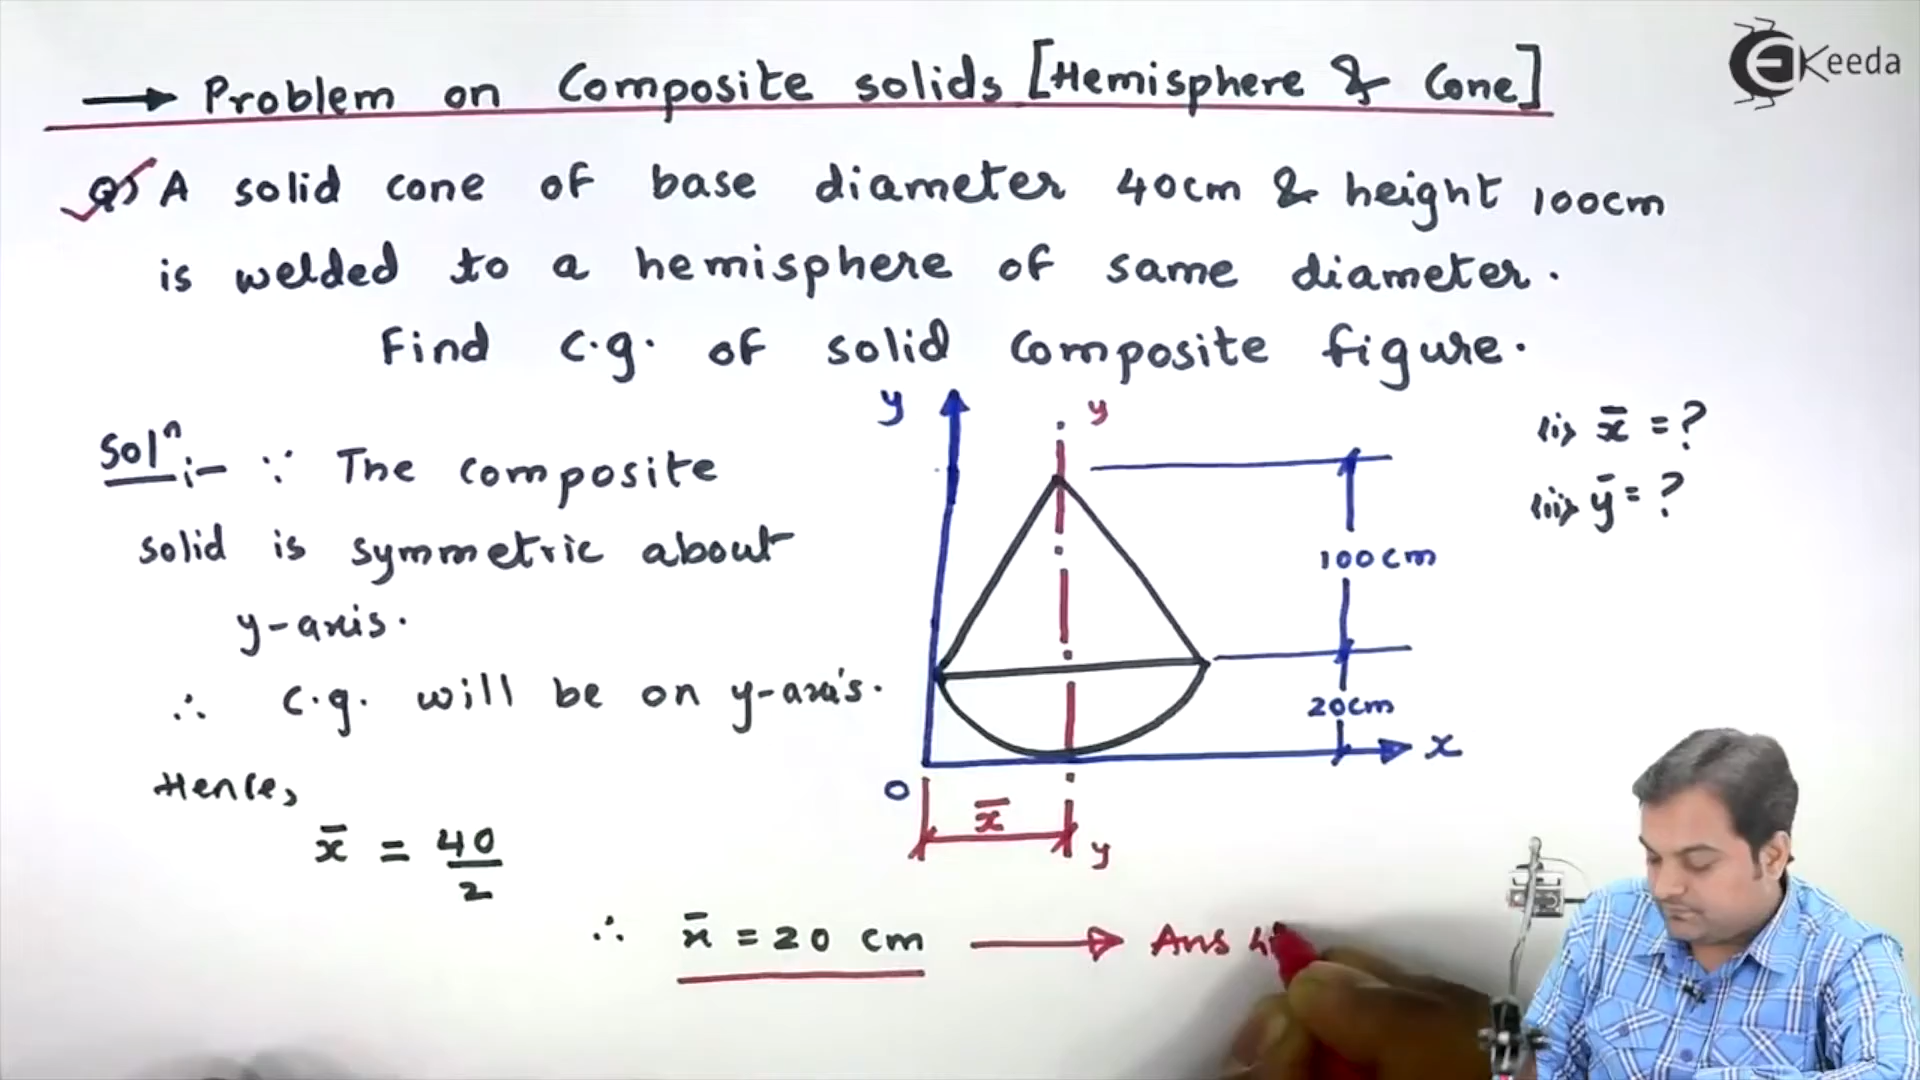 Keeda
→ Problem on Composite solids [Hemisphere & Cone]
Q) A solid cone of base diameter 40cm & height 100cm
is welded to a hemisphere of same diameter.
Find c.g. of solid composite figure.
Solⁿ :- ∵ The composite
solid is symmetric about
y-axis.
∴ c.g. will be on y-axis.
Hence,
x̄ = 40/2
∴ x̄ = 20 cm → Ans
y
y
100cm
20cm
x
0
x̄
y
(i) x̄ = ?
(ii) ȳ = ?